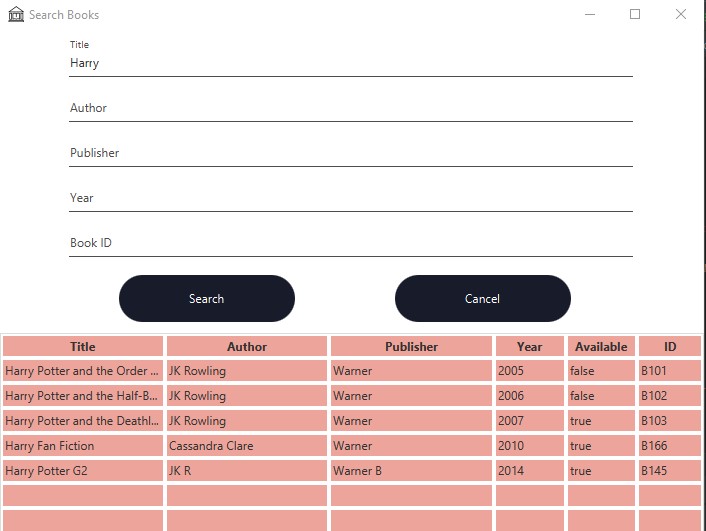 Search Books
Title
Harry
Author
Publisher
Year
Book ID
Search Cancel
Title Author Publisher Year Available ID
Harry Potter and the Order ... JK Rowling Warner 2005 false B101
Harry Potter and the Half-B... JK Rowling Warner 2006 false B102
Harry Potter and the Deathl... JK Rowling Warner 2007 true B103
Harry Fan Fiction Cassandra Clare Warner 2010 true B166
Harry Potter G2 JK R Warner B 2014 true B145